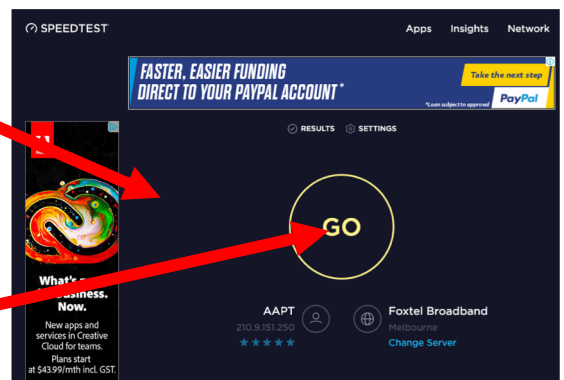 SPEEDTEST
Apps Insights Network
FASTER, EASIER FUNDING
DIRECT TO YOUR PAYPAL ACCOUNT*
Take the next step
*Loan subject to approval
PayPal
RESULTS SETTINGS
GO
What's
Business.
Now.
New apps and
services in Creative
Cloud for teams.
Plans start
at $43.99/mth incl. GST.
AAPT
210.9.151.250
Foxtel Broadband
Melbourne
Change Server